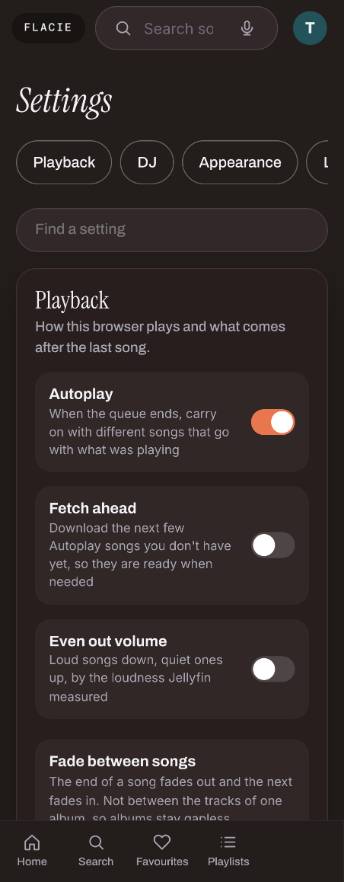 FLACIE
Search so
T
Settings
Playback
DJ
Appearance
Find a setting
Playback
How this browser plays and what comes
after the last song.
Autoplay
When the queue ends, carry
on with different songs that go
with what was playing
Fetch ahead
Download the next few
Autoplay songs you don't have
yet, so they are ready when
needed
Even out volume
Loud songs down, quiet ones
up, by the loudness Jellyfin
measured
Fade between songs
The end of a song fades out and the next
fades in. Not between the tracks of one
album, so albums stay gapless.
Home
Search
Favourites
Playlists